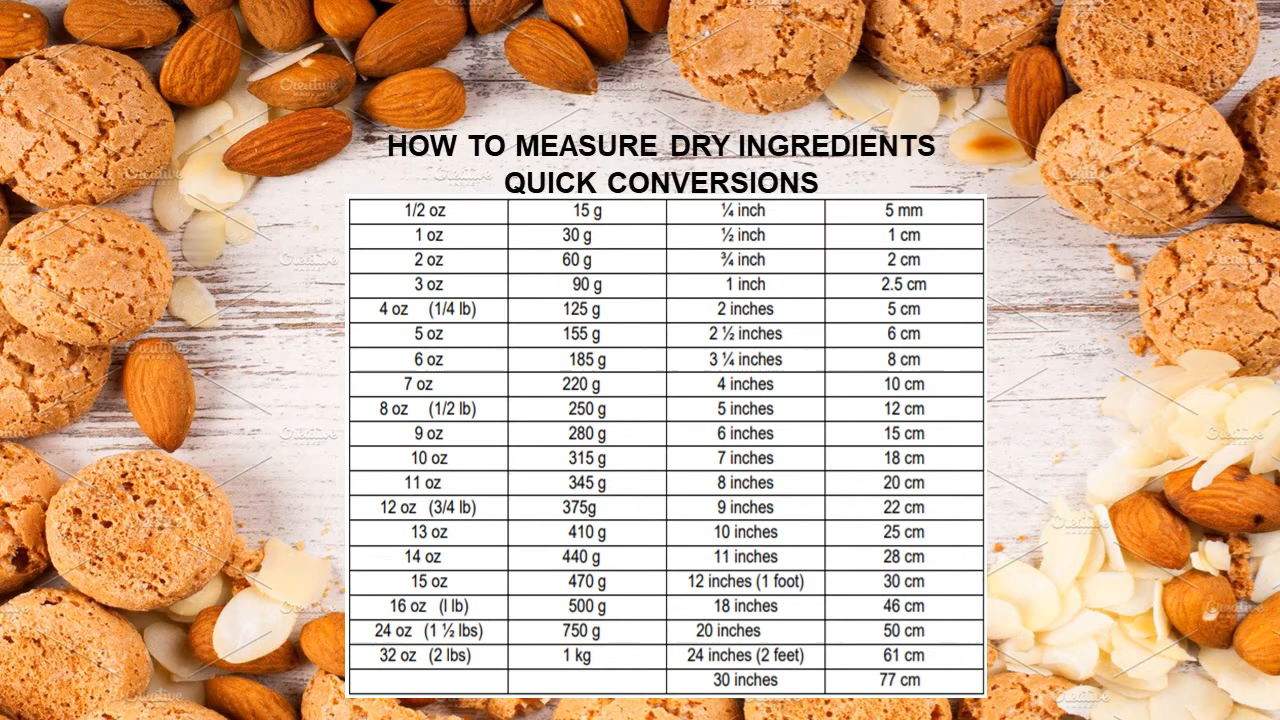 HOW TO MEASURE DRY INGREDIENTS
QUICK CONVERSIONS
1/2 oz 15 g ¼ inch 5 mm
1 oz 30 g ½ inch 1 cm
2 oz 60 g ¾ inch 2 cm
3 oz 90 g 1 inch 2.5 cm
4 oz (1/4 lb) 125 g 2 inches 5 cm
5 oz 155 g 2 ½ inches 6 cm
6 oz 185 g 3 ¼ inches 8 cm
7 oz 220 g 4 inches 10 cm
8 oz (1/2 lb) 250 g 5 inches 12 cm
9 oz 280 g 6 inches 15 cm
10 oz 315 g 7 inches 18 cm
11 oz 345 g 8 inches 20 cm
12 oz (3/4 lb) 375g 9 inches 22 cm
13 oz 410 g 10 inches 25 cm
14 oz 440 g 11 inches 28 cm
15 oz 470 g 12 inches (1 foot) 30 cm
16 oz (l lb) 500 g 18 inches 46 cm
24 oz (1 ½ lbs) 750 g 20 inches 50 cm
32 oz (2 lbs) 1 kg 24 inches (2 feet) 61 cm
30 inches 77 cm